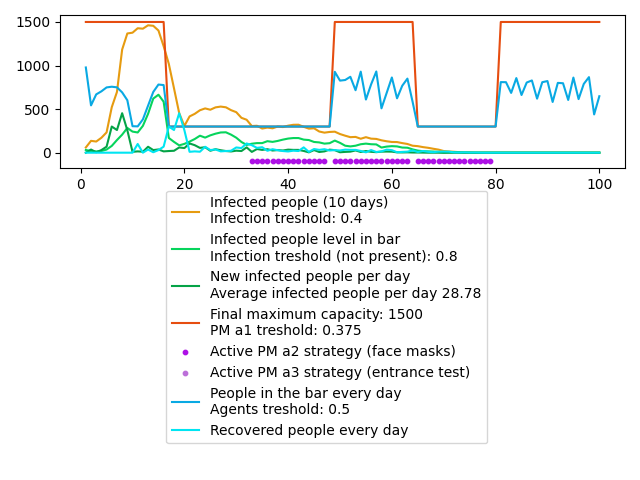 1500
1000
500
0
0 20 40 60 80 100
Infected people (10 days)
Infection treshold: 0.4
Infected people level in bar
Infection treshold (not present): 0.8
New infected people per day
Average infected people per day 28.78
Final maximum capacity: 1500
PM a1 treshold: 0.375
Active PM a2 strategy (face masks)
Active PM a3 strategy (entrance test)
People in the bar every day
Agents treshold: 0.5
Recovered people every day